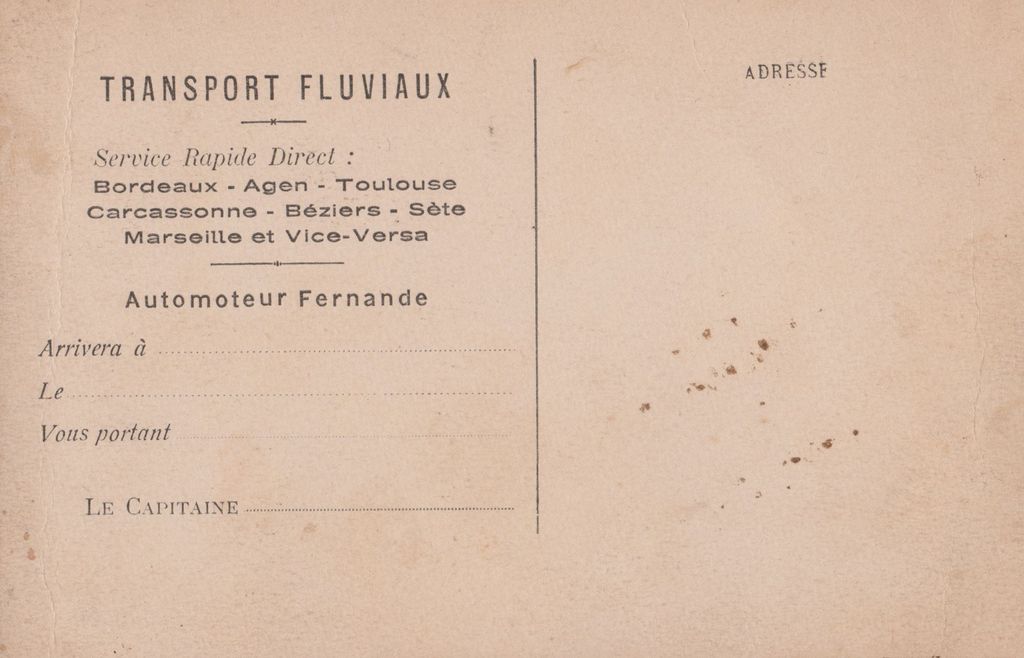 TRANSPORT FLUVIAUX
Service Rapide Direct :
Bordeaux - Agen - Toulouse
Carcassonne - Béziers - Sète
Marseille et Vice-Versa
Automoteur Fernande
Arrivera à
Le
Vous portant
LE CAPITAINE
ADRESSE